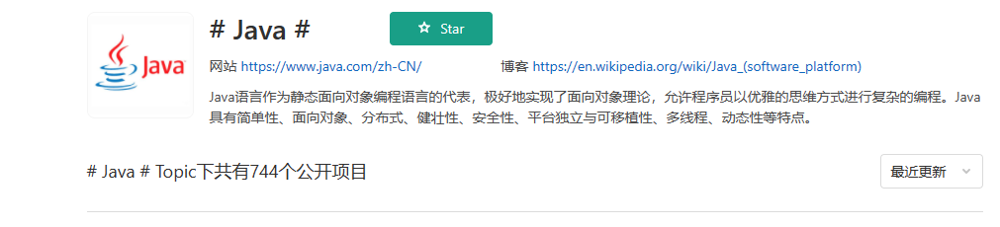 # Java #
Star
Java
网站 https://www.java.com/zh-CN/ 博客 https://en.wikipedia.org/wiki/Java_(software_platform)
Java语言作为静态面向对象编程语言的代表，极好地实现了面向对象理论，允许程序员以优雅的思维方式进行复杂的编程。Java
具有简单性、面向对象、分布式、健壮性、安全性、平台独立与可移植性、多线程、动态性等特点。
# Java # Topic下共有744个公开项目
最近更新